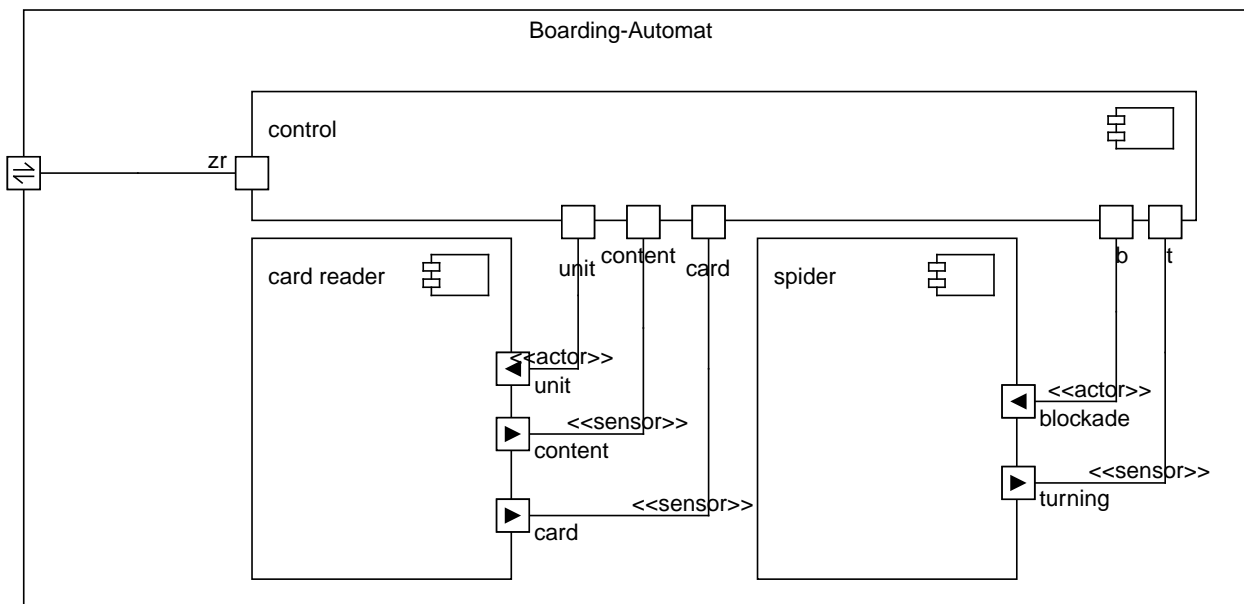 Boarding-Automat
control
zr
unit
content
card
b
t
card reader
spider
<<actor>>
unit
<<actor>>
blockade
<<sensor>>
content
<<sensor>>
turning
<<sensor>>
card